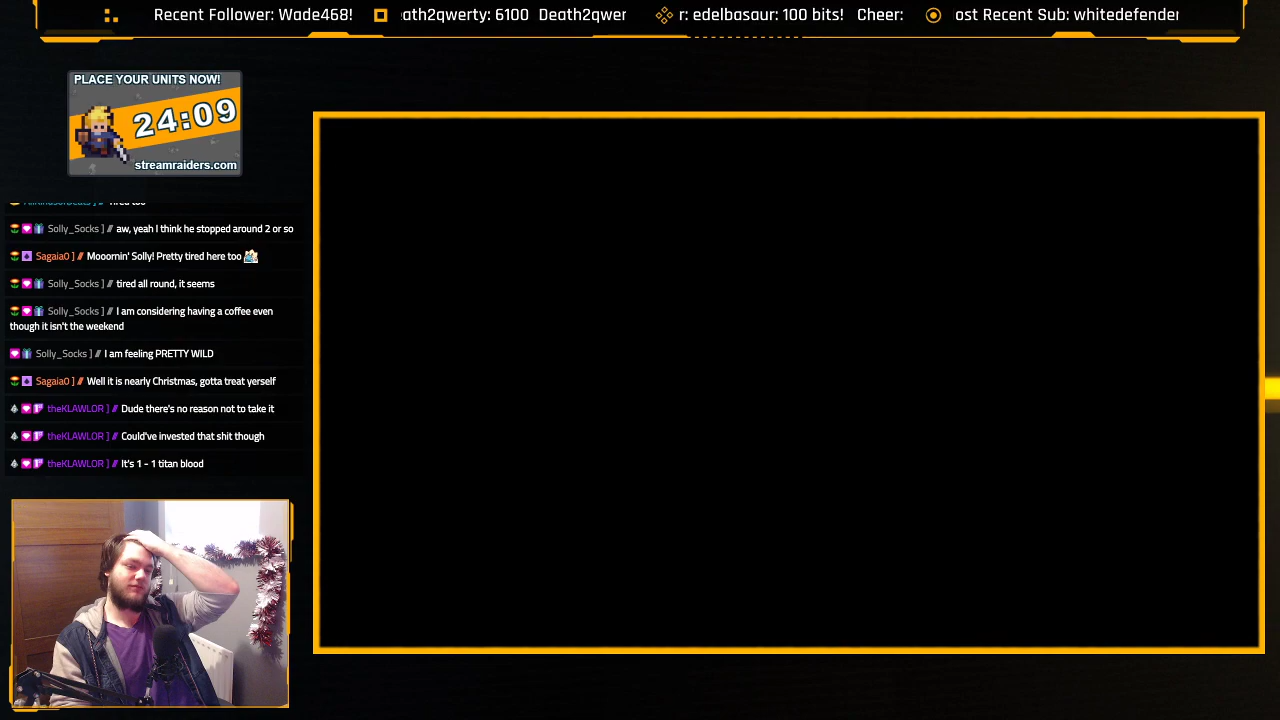 Recent Follower: Wade468!
ath2qwerty: 6100 Death2qwer
r: edelbasaur: 100 bits! Cheer:
ost Recent Sub: whitedefender
PLACE YOUR UNITS NOW!
24:09
streamraiders.com
Solly_Socks ] // aw, yeah I think he stopped around 2 or so
Sagaia0 ] // Mooornin' Solly! Pretty tired here too
Solly_Socks ] // tired all round, it seems
Solly_Socks ] // I am considering having a coffee even
though it isn't the weekend
Solly_Socks ] // I am feeling PRETTY WILD
Sagaia0 ] // Well it is nearly Christmas, gotta treat yerself
theKLAWLOR ] // Dude there's no reason not to take it
theKLAWLOR ] // Could've invested that shit though
theKLAWLOR ] // It's 1 - 1 titan blood